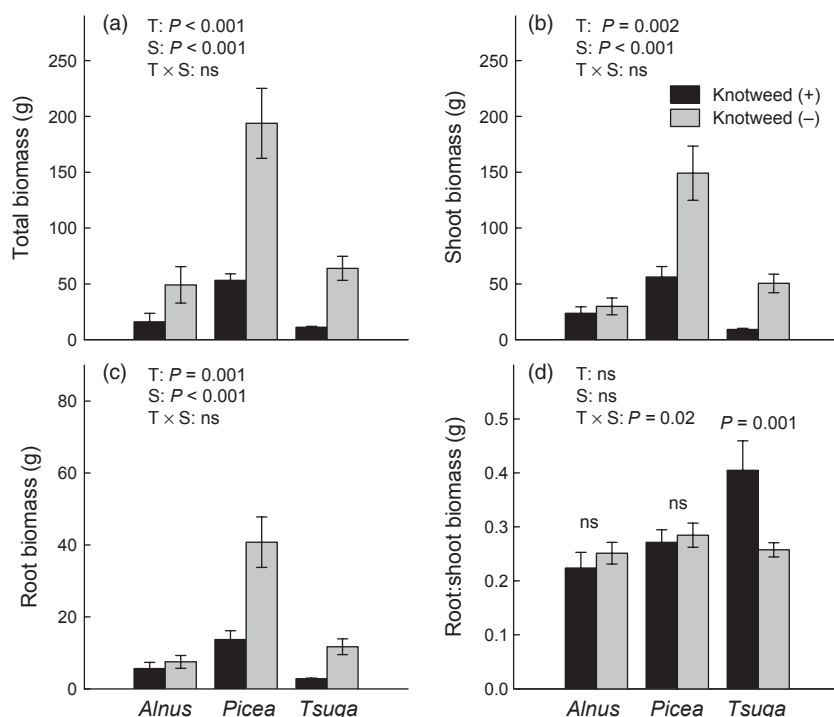 (a)
T: P < 0.001
S: P < 0.001
T × S: ns
Total biomass (g)
250
200
150
100
50
0
(b)
T: P = 0.002
S: P < 0.001
T × S: ns
Knotweed (+)
Knotweed (–)
Shoot biomass (g)
250
200
150
100
50
0
(c)
T: P = 0.001
S: P < 0.001
T × S: ns
Root biomass (g)
80
60
40
20
0
Alnus Picea Tsuga
(d)
T: ns
S: ns
T × S: P = 0.02
P = 0.001
ns
ns
Root:shoot biomass (g)
0.5
0.4
0.3
0.2
0.1
0.0
Alnus Picea Tsuga